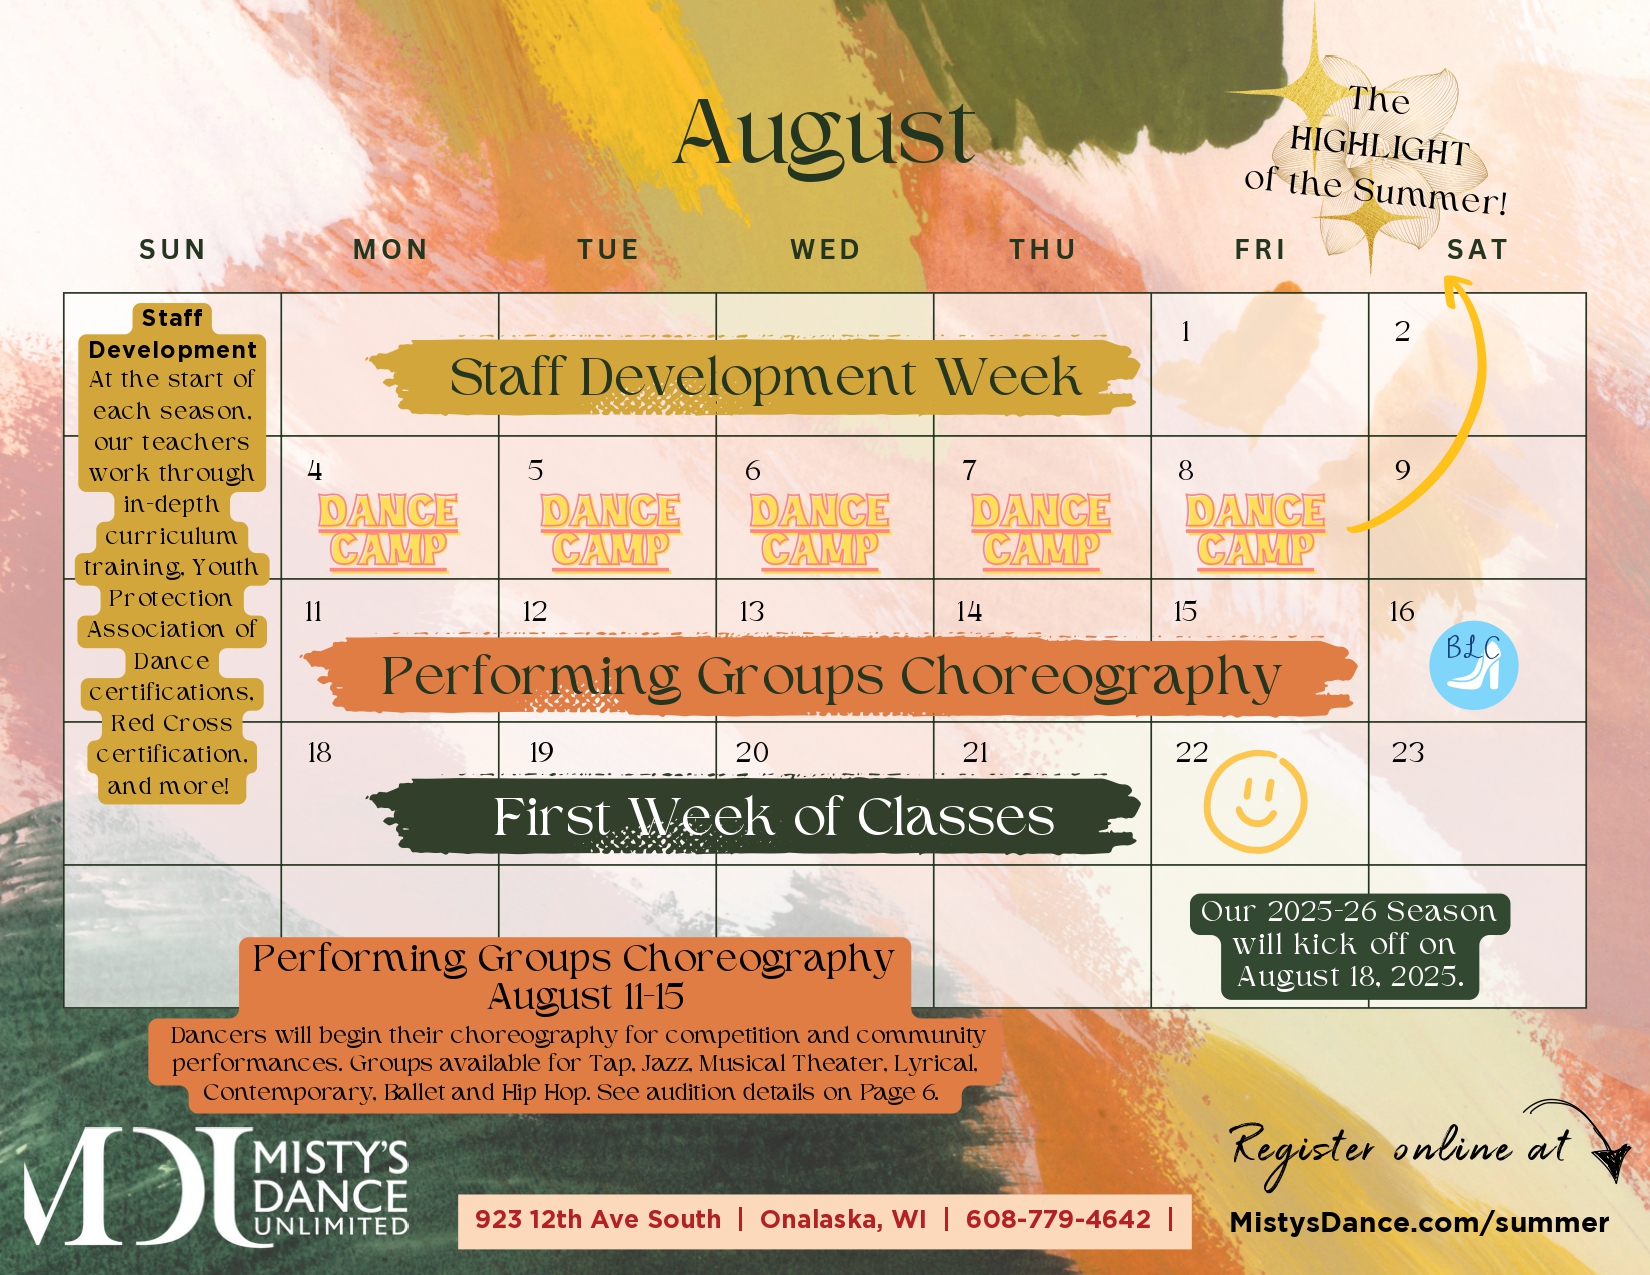 August
The
HIGHLIGHT
of the Summer!
SUN MON TUE WED THU FRI SAT
Staff
Development
At the start of
each season,
our teachers
work through
in-depth
curriculum
training, Youth
Protection
Association of
Dance
certifications,
Red Cross
certification,
and more!
Staff Development Week
1 2
4 5 6 7 8 9
DANCE CAMP
DANCE CAMP
DANCE CAMP
DANCE CAMP
DANCE CAMP
11 12 13 14 15 16
Performing Groups Choreography
BLC
18 19 20 21 22 23
First Week of Classes
Our 2025-26 Season
will kick off on
August 18, 2025.
Performing Groups Choreography
August 11-15
Dancers will begin their choreography for competition and community
performances. Groups available for Tap, Jazz, Musical Theater, Lyrical,
Contemporary, Ballet and Hip Hop. See audition details on Page 6.
MDU
MISTY'S
DANCE
UNLIMITED
923 12th Ave South | Onalaska, WI | 608-779-4642 |
Register online at
MistysDance.com/summer